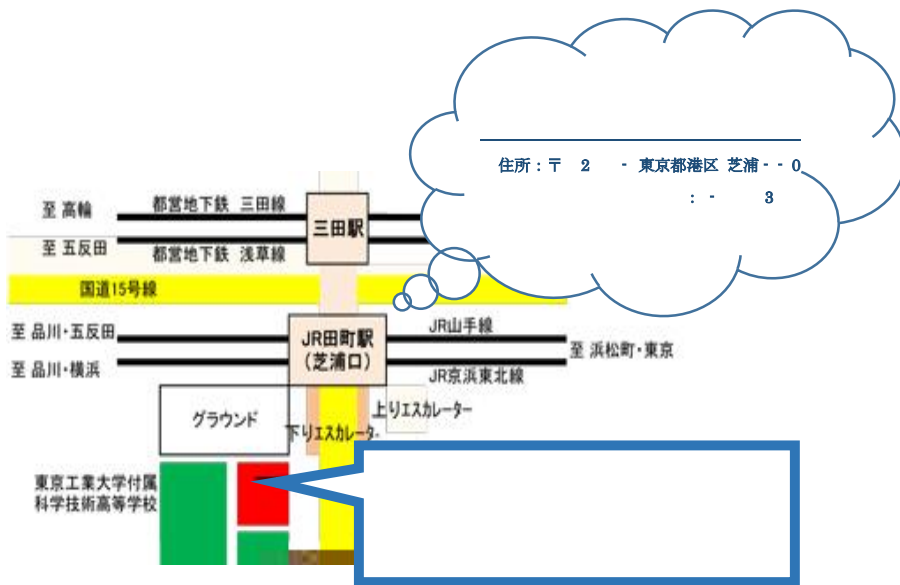 住所：〒 2 - 東京都港区 芝浦 - - 0
： - 3
至 高輪
都営地下鉄 三田線
三田駅
至 五反田
都営地下鉄 浅草線
国道15号線
至 品川・五反田
JR田町駅
(芝浦口)
JR山手線
至 浜松町・東京
至 品川・横浜
JR京浜東北線
グラウンド
上りエスカレーター
下りエスカレーター
東京工業大学付属
科学技術高等学校